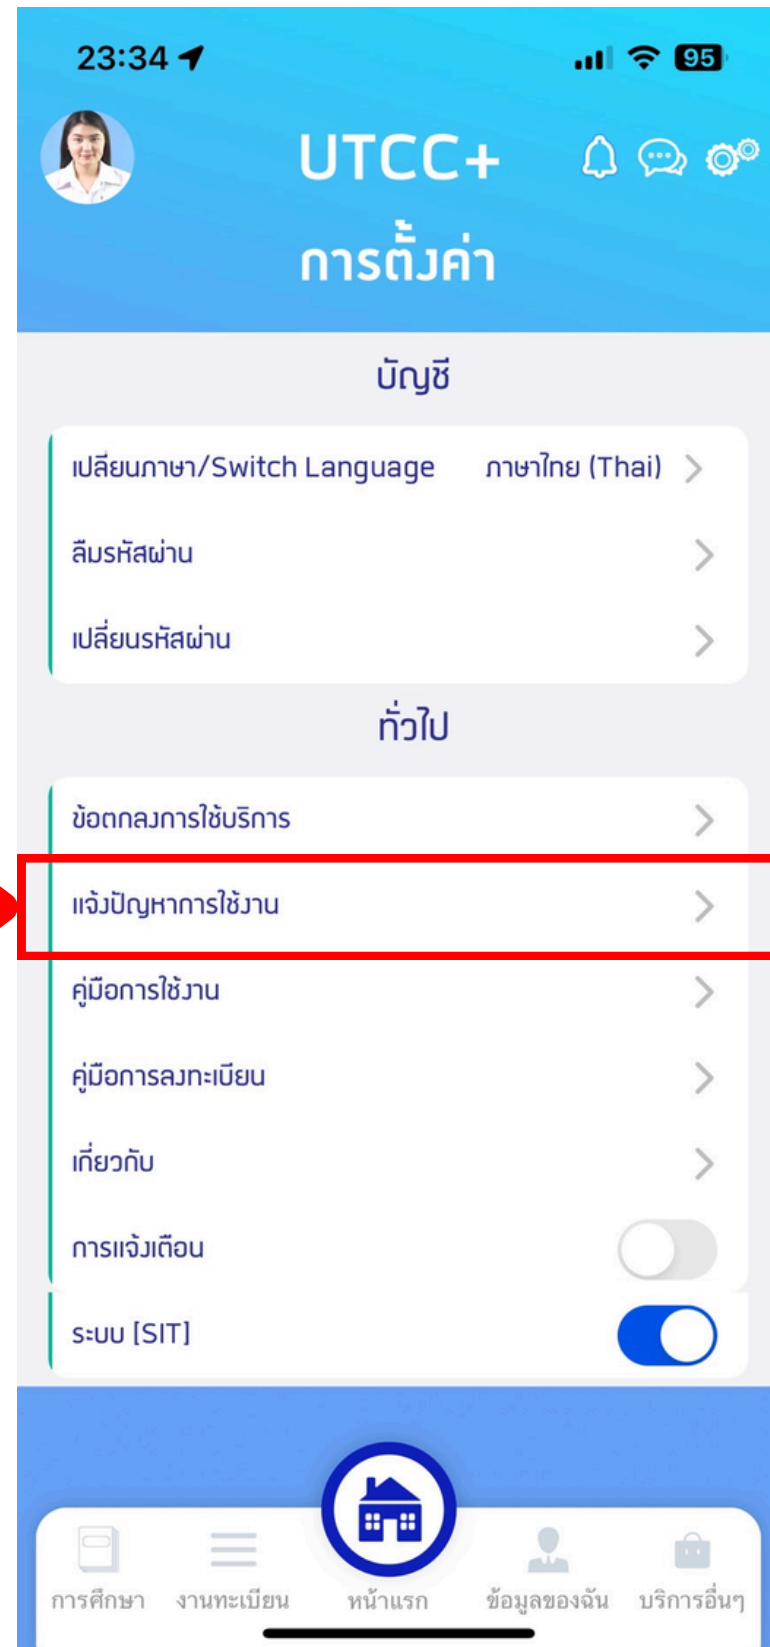 23:34
95
UTCC+
การตั้งค่า
บัญชี
เปลี่ยนภาษา/Switch Language ภาษาไทย (Thai)
ลืมรหัสผ่าน
เปลี่ยนรหัสผ่าน
ทั่วไป
ข้อตกลงการใช้บริการ
แจ้งปัญหาการใช้งาน
คู่มือการใช้งาน
คู่มือการลงทะเบียน
เกี่ยวกับ
การแจ้งเตือน
ระบบ [SIT]
การศึกษา งานทะเบียน หน้าแรก ข้อมูลของฉัน บริการอื่นๆ